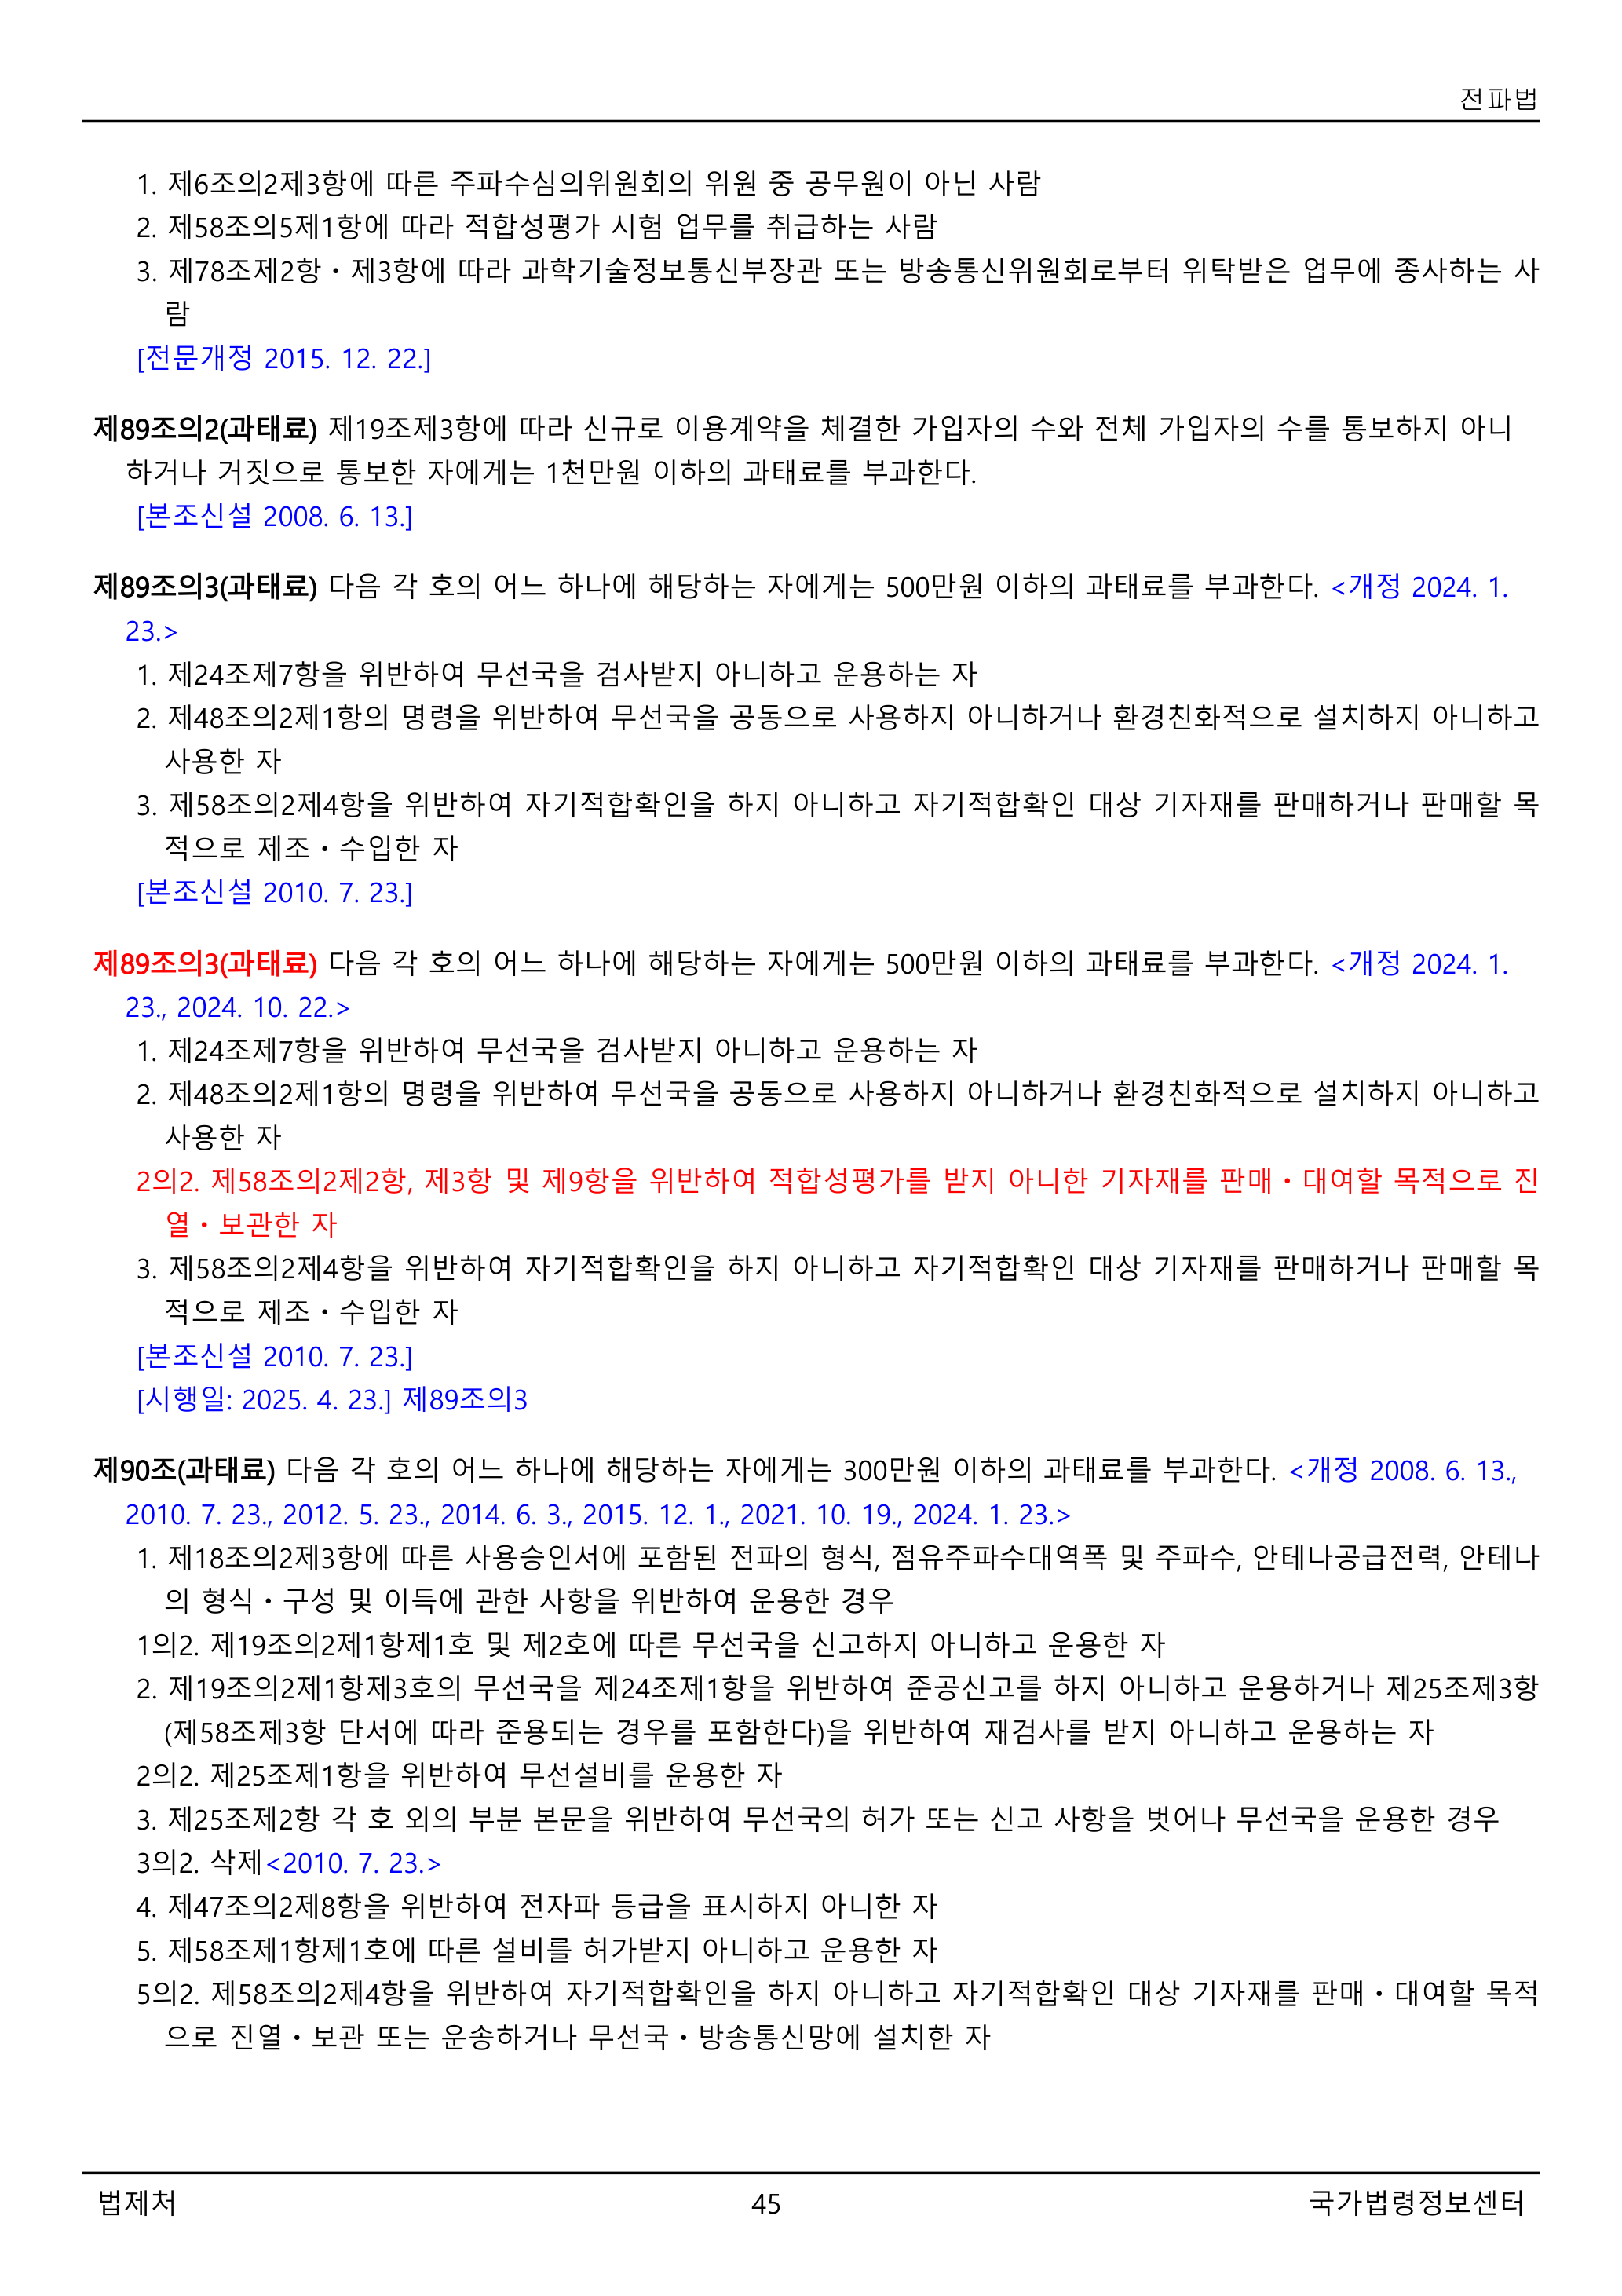 전파법
1. 제6조의2제3항에 따른 주파수심의위원회의 위원 중 공무원이 아닌 사람
2. 제58조의5제1항에 따라 적합성평가 시험 업무를 취급하는 사람
3. 제78조제2항ㆍ제3항에 따라 과학기술정보통신부장관 또는 방송통신위원회로부터 위탁받은 업무에 종사하는 사
람
[전문개정 2015. 12. 22.]
제89조의2(과태료) 제19조제3항에 따라 신규로 이용계약을 체결한 가입자의 수와 전체 가입자의 수를 통보하지 아니
하거나 거짓으로 통보한 자에게는 1천만원 이하의 과태료를 부과한다.
[본조신설 2008. 6. 13.]
제89조의3(과태료) 다음 각 호의 어느 하나에 해당하는 자에게는 500만원 이하의 과태료를 부과한다. <개정 2024. 1.
23.>
1. 제24조제7항을 위반하여 무선국을 검사받지 아니하고 운용하는 자
2. 제48조의2제1항의 명령을 위반하여 무선국을 공동으로 사용하지 아니하거나 환경친화적으로 설치하지 아니하고
사용한 자
3. 제58조의2제4항을 위반하여 자기적합확인을 하지 아니하고 자기적합확인 대상 기자재를 판매하거나 판매할 목
적으로 제조ㆍ수입한 자
[본조신설 2010. 7. 23.]
제89조의3(과태료) 다음 각 호의 어느 하나에 해당하는 자에게는 500만원 이하의 과태료를 부과한다. <개정 2024. 1.
23., 2024. 10. 22.>
1. 제24조제7항을 위반하여 무선국을 검사받지 아니하고 운용하는 자
2. 제48조의2제1항의 명령을 위반하여 무선국을 공동으로 사용하지 아니하거나 환경친화적으로 설치하지 아니하고
사용한 자
2의2. 제58조의2제2항, 제3항 및 제9항을 위반하여 적합성평가를 받지 아니한 기자재를 판매ㆍ대여할 목적으로 진
열ㆍ보관한 자
3. 제58조의2제4항을 위반하여 자기적합확인을 하지 아니하고 자기적합확인 대상 기자재를 판매하거나 판매할 목
적으로 제조ㆍ수입한 자
[본조신설 2010. 7. 23.]
[시행일: 2025. 4. 23.] 제89조의3
제90조(과태료) 다음 각 호의 어느 하나에 해당하는 자에게는 300만원 이하의 과태료를 부과한다. <개정 2008. 6. 13.,
2010. 7. 23., 2012. 5. 23., 2014. 6. 3., 2015. 12. 1., 2021. 10. 19., 2024. 1. 23.>
1. 제18조의2제3항에 따른 사용승인서에 포함된 전파의 형식, 점유주파수대역폭 및 주파수, 안테나공급전력, 안테나
의 형식ㆍ구성 및 이득에 관한 사항을 위반하여 운용한 경우
1의2. 제19조의2제1항제1호 및 제2호에 따른 무선국을 신고하지 아니하고 운용한 자
2. 제19조의2제1항제3호의 무선국을 제24조제1항을 위반하여 준공신고를 하지 아니하고 운용하거나 제25조제3항
(제58조제3항 단서에 따라 준용되는 경우를 포함한다)을 위반하여 재검사를 받지 아니하고 운용하는 자
2의2. 제25조제1항을 위반하여 무선설비를 운용한 자
3. 제25조제2항 각 호 외의 부분 본문을 위반하여 무선국의 허가 또는 신고 사항을 벗어나 무선국을 운용한 경우
3의2. 삭제<2010. 7. 23.>
4. 제47조의2제8항을 위반하여 전자파 등급을 표시하지 아니한 자
5. 제58조제1항제1호에 따른 설비를 허가받지 아니하고 운용한 자
5의2. 제58조의2제4항을 위반하여 자기적합확인을 하지 아니하고 자기적합확인 대상 기자재를 판매ㆍ대여할 목적
으로 진열ㆍ보관 또는 운송하거나 무선국ㆍ방송통신망에 설치한 자
법제처 45 국가법령정보센터